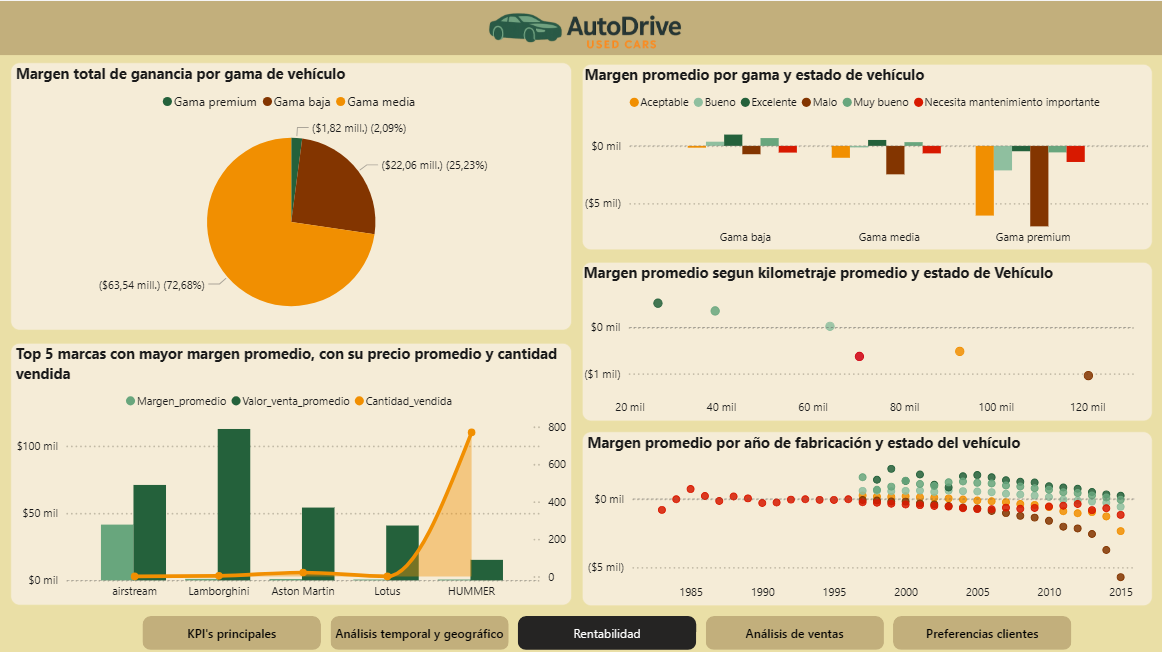 AutoDrive
USED CARS
Margen total de ganancia por gama de vehículo
Gama premium Gama baja Gama media
($1,82 mill.) (2,09%)
($22,06 mill.) (25,23%)
($63,54 mill.) (72,68%)
Top 5 marcas con mayor margen promedio, con su precio promedio y cantidad
vendida
Margen_promedio Valor_venta_promedio Cantidad_vendida
$100 mil
$50 mil
$0 mil
800
600
400
200
0
airstream Lamborghini Aston Martin Lotus HUMMER
Margen promedio por gama y estado de vehículo
Aceptable Bueno Excelente Malo Muy bueno Necesita mantenimiento importante
$0 mil
($5 mil)
Gama baja Gama media Gama premium
Margen promedio segun kilometraje promedio y estado de Vehículo
$0 mil
($1 mil)
20 mil 40 mil 60 mil 80 mil 100 mil 120 mil
Margen promedio por año de fabricación y estado del vehículo
$0 mil
($5 mil)
1985 1990 1995 2000 2005 2010 2015
KPI's principales Análisis temporal y geográfico Rentabilidad Análisis de ventas Preferencias clientes